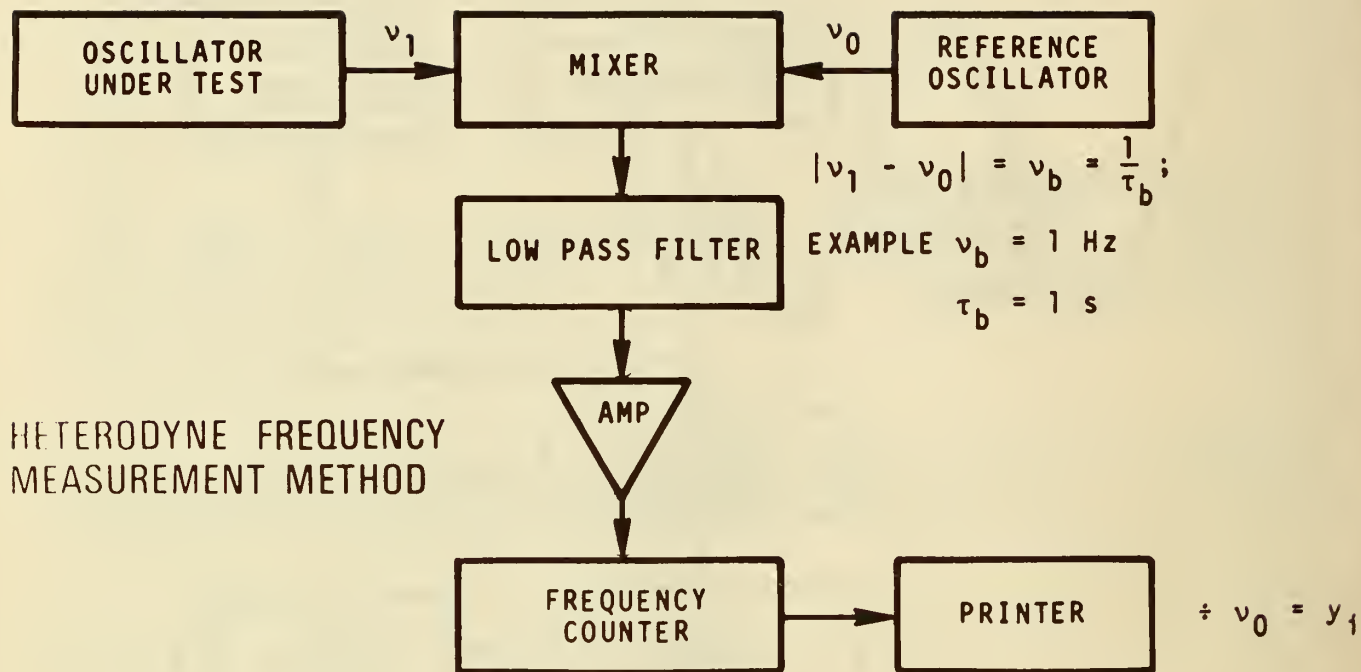 OSCILLATOR
UNDER TEST
ν1
MIXER
ν0
REFERENCE
OSCILLATOR
|ν1 - ν0| = νb = 1/τb;
LOW PASS FILTER
EXAMPLE νb = 1 Hz
τb = 1 s
AMP
HETERODYNE FREQUENCY
MEASUREMENT METHOD
FREQUENCY
COUNTER
PRINTER
÷ ν0 = yi